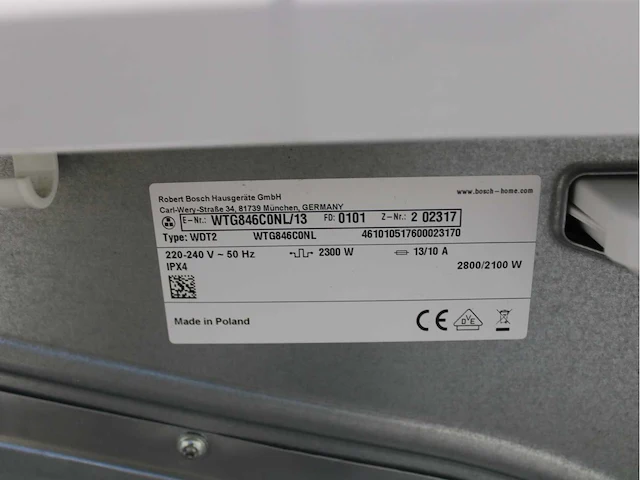 Robert Bosch Hausgeräte GmbH
www.bosch-home.com
Carl-Wery-Straße 34, 81739 München, GERMANY
E-Nr.: WTG846C0NL/13 FD: 0101 Z-Nr.: 2 02317
Type: WDT2 WTG846C0NL 461010517600023170
220-240 V ~ 50 Hz 2300 W 13/10 A
IPX4 2800/2100 W
Made in Poland CE VDE